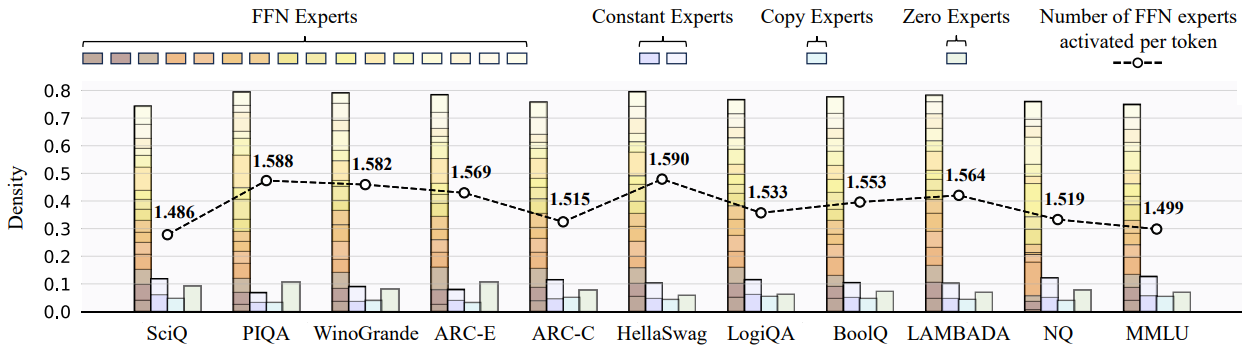 FFN Experts
Constant Experts
Copy Experts
Zero Experts
Number of FFN experts
activated per token
Density
0.8
0.7
0.6
0.5
0.4
0.3
0.2
0.1
0.0
1.486
1.588
1.582
1.569
1.515
1.590
1.533
1.553
1.564
1.519
1.499
SciQ
PIQA
WinoGrande
ARC-E
ARC-C
HellaSwag
LogiQA
BoolQ
LAMBADA
NQ
MMLU